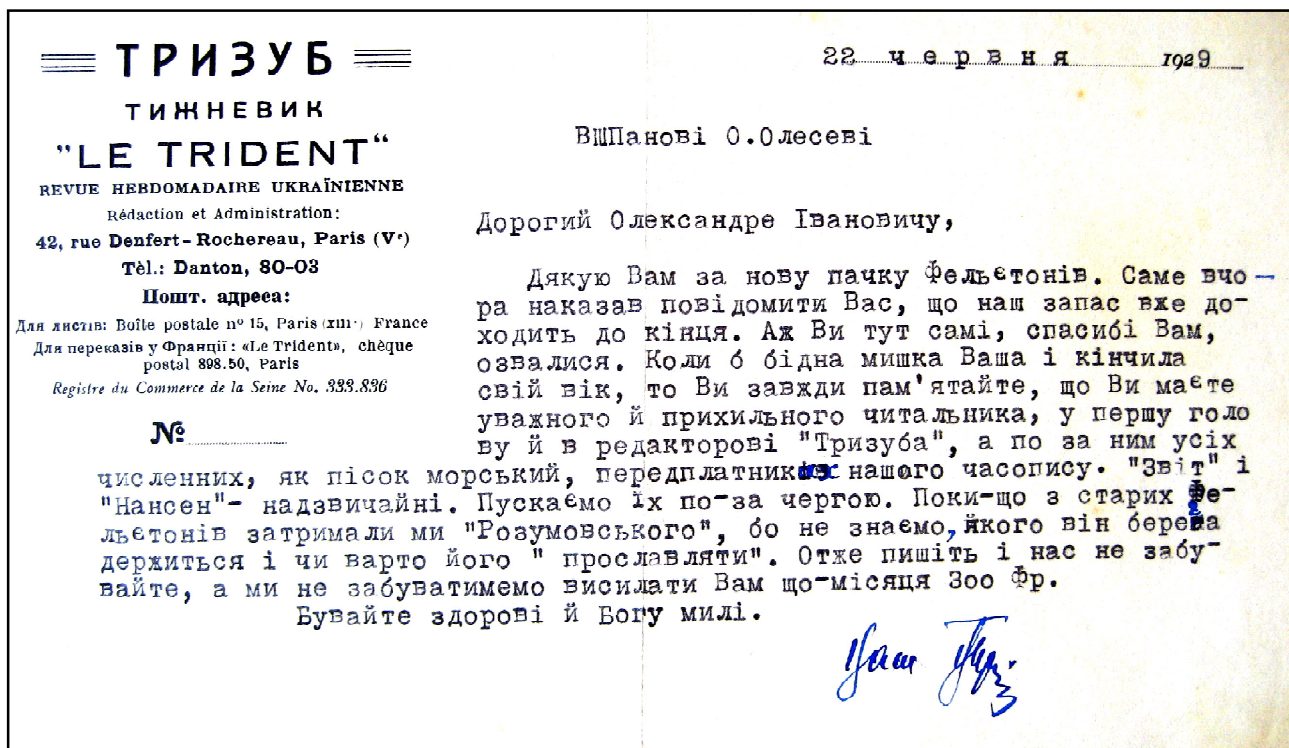 ТРИЗУБ
ТИЖНЕВИК
"LE TRIDENT"
REVUE HEBDOMADAIRE UKRAÏNIENNE
Rédaction et Administration:
42, rue Denfert-Rochereau, Paris (Vᵉ)
Tèl.: Danton, 80-03
Пошт. адреса:
Для листів: Boîte postale nº 15, Paris (XIIIᵉ) France
Для переказів у Франції: «Le Trident», chèque
postal 898.50, Paris
Registre du Commerce de la Seine No. 333.836
№
22 червня 1929
ВШПанові О.Олесеві
Дорогий Олександре Івановичу,
Дякую Вам за нову пачку Фельєтонів. Саме вчо-
ра наказав повідомити Вас, що наш запас вже до-
ходить до кінця. Аж Ви тут самі, спасибі Вам,
озвалися. Коли б бідна мишка Ваша і кінчила
свій вік, то Ви завжди пам'ятайте, що Ви маєте
уважного й прихильного читальника, у першу голо
ву й в редакторові "Тризуба", а по за ним усіх
численних, як пісок морський, передплатників нашого часопису. "Звіт" і
"Нансен"- надзвичайні. Пускаємо їх по-за чергою. Поки-що з старих Фе-
льєтонів затримали ми "Розумовського", бо не знаємо, якого він берега
держиться і чи варто його " прославляти". Отже пишіть і нас не забу-
вайте, а ми не забуватимемо висилати Вам що-місяця 3оо Фр.
Бувайте здорові й Богу милі.
Ваш